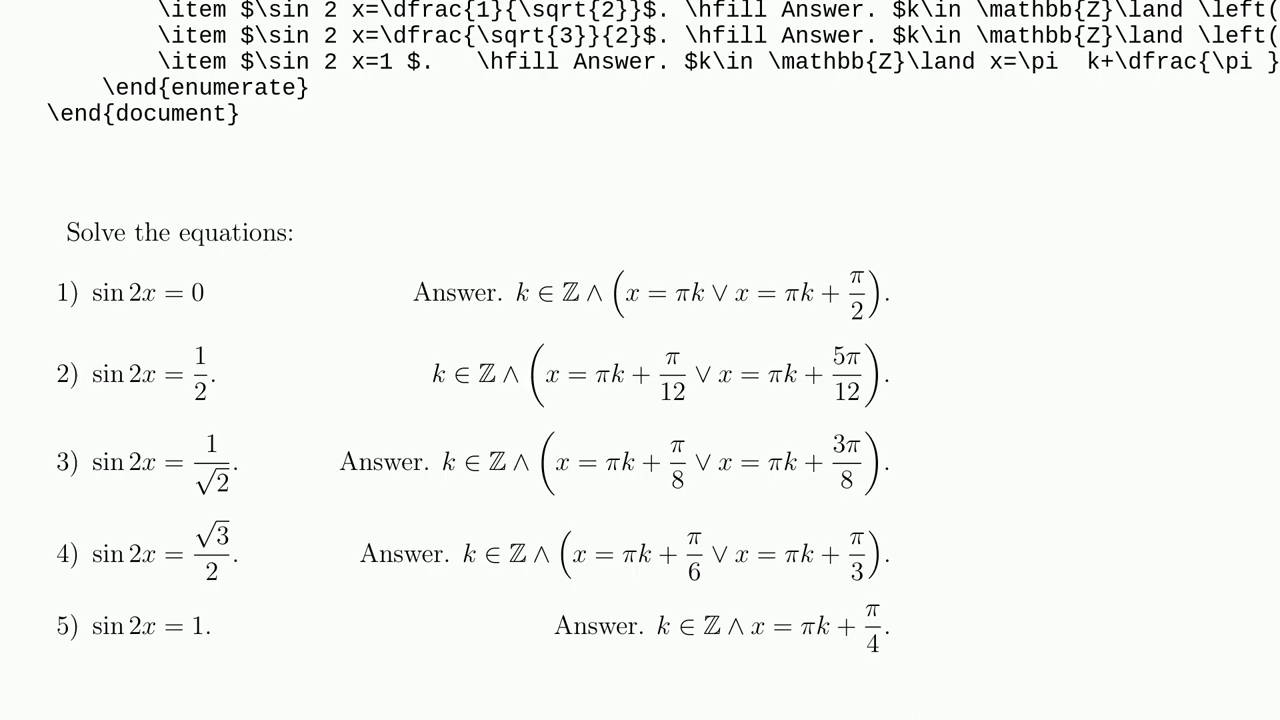 \item $\sin 2 x=\dfrac{1}{\sqrt{2}}$. \hfill Answer. $k\in \mathbb{Z}\land \left(
\item $\sin 2 x=\dfrac{\sqrt{3}}{2}$. \hfill Answer. $k\in \mathbb{Z}\land \left(
\item $\sin 2 x=1 $.   \hfill Answer. $k\in \mathbb{Z}\land x=\pi  k+\dfrac{\pi }
\end{enumerate}
\end{document}
Solve the equations:
1) sin 2x = 0 Answer. k ∈ ℤ ∧ (x = πk ∨ x = πk + π/2).
2) sin 2x = 1/2. k ∈ ℤ ∧ (x = πk + π/12 ∨ x = πk + 5π/12).
3) sin 2x = 1/√2. Answer. k ∈ ℤ ∧ (x = πk + π/8 ∨ x = πk + 3π/8).
4) sin 2x = √3/2. Answer. k ∈ ℤ ∧ (x = πk + π/6 ∨ x = πk + π/3).
5) sin 2x = 1. Answer. k ∈ ℤ ∧ x = πk + π/4.